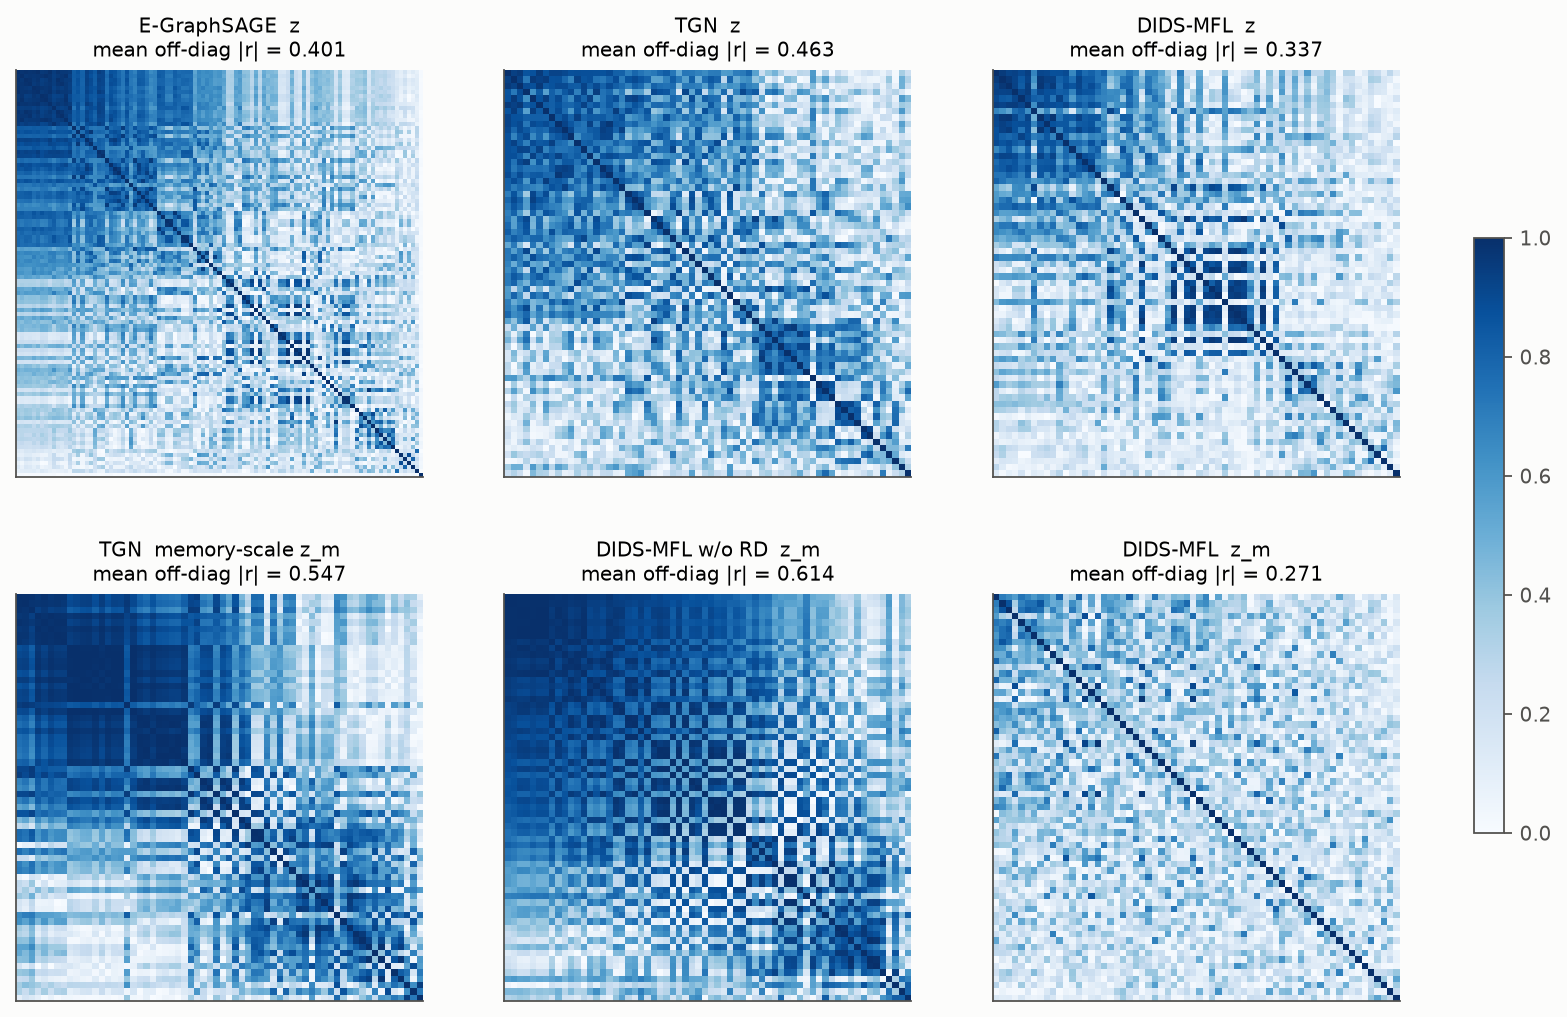 E-GraphSAGE  z
mean off-diag |r| = 0.401
TGN  z
mean off-diag |r| = 0.463
DIDS-MFL  z
mean off-diag |r| = 0.337
TGN  memory-scale z_m
mean off-diag |r| = 0.547
DIDS-MFL w/o RD  z_m
mean off-diag |r| = 0.614
DIDS-MFL  z_m
mean off-diag |r| = 0.271
1.0
0.8
0.6
0.4
0.2
0.0